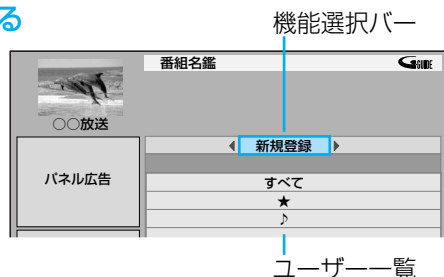 る
機能選択バー
番組名鑑
GGUIDE
○○放送
新規登録
パネル広告
すべて
★
♪
ユーザー一覧